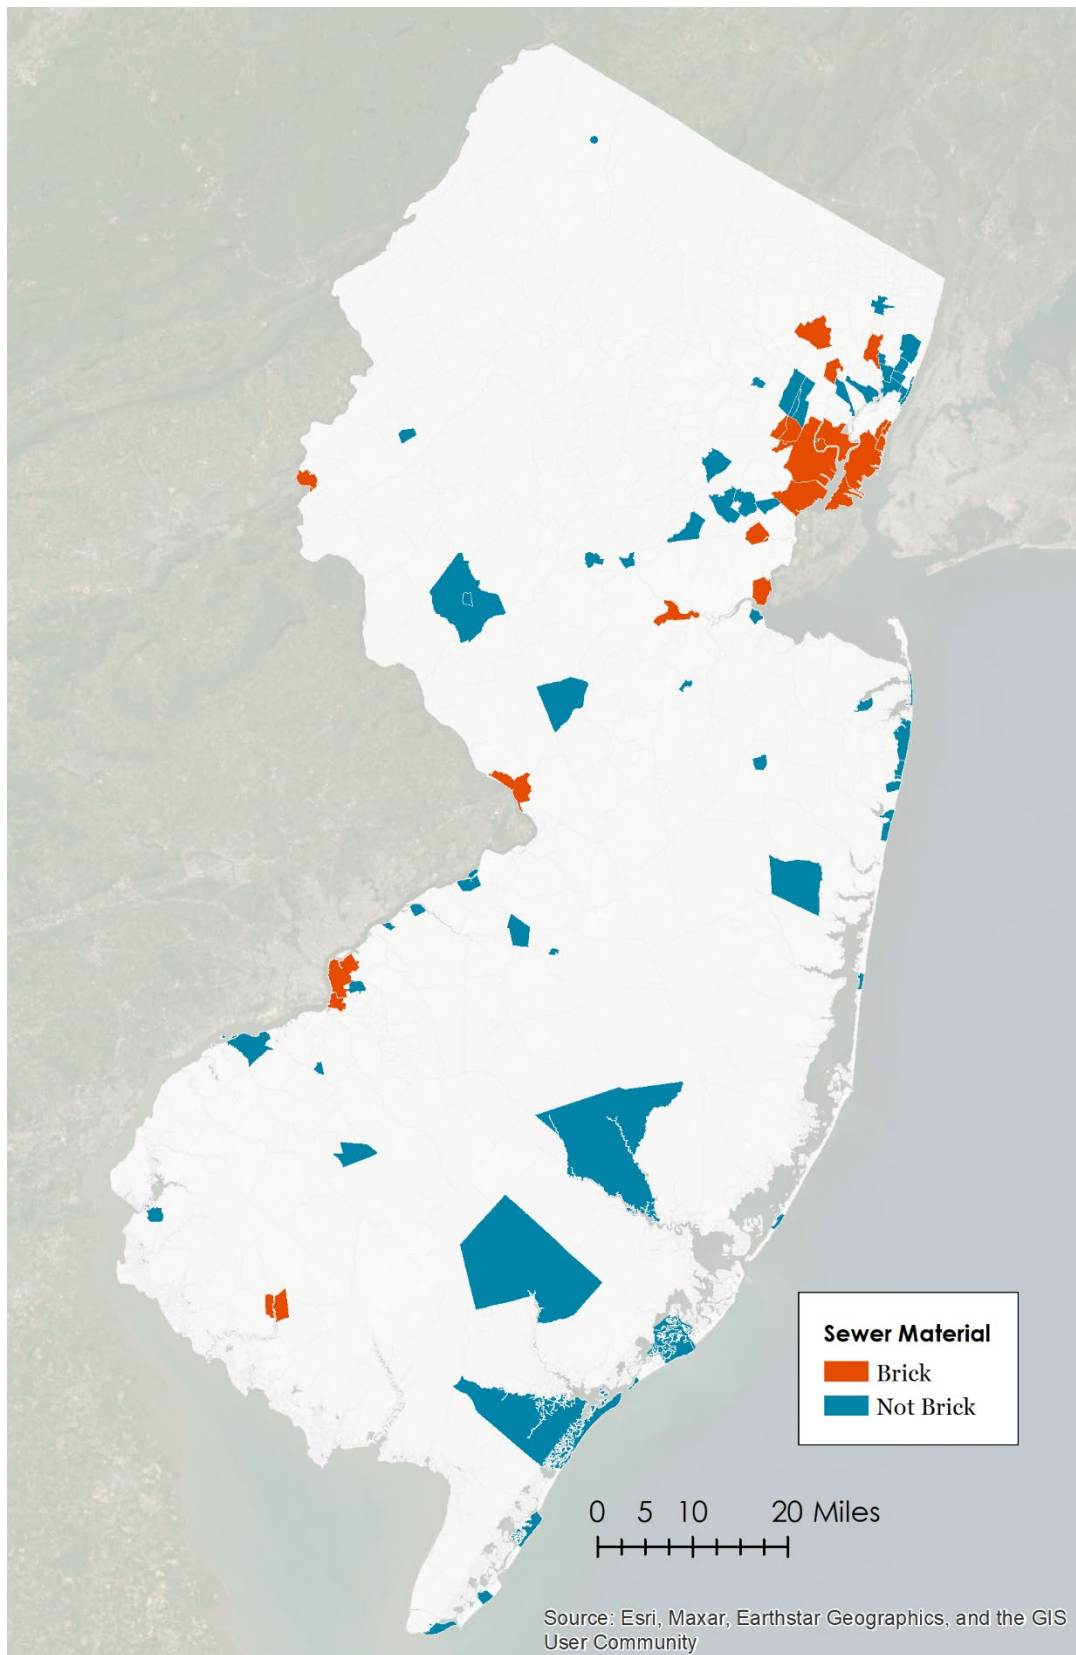 Sewer Material
Brick
Not Brick
0 5 10 20 Miles
Source: Esri, Maxar, Earthstar Geographics, and the GIS
User Community